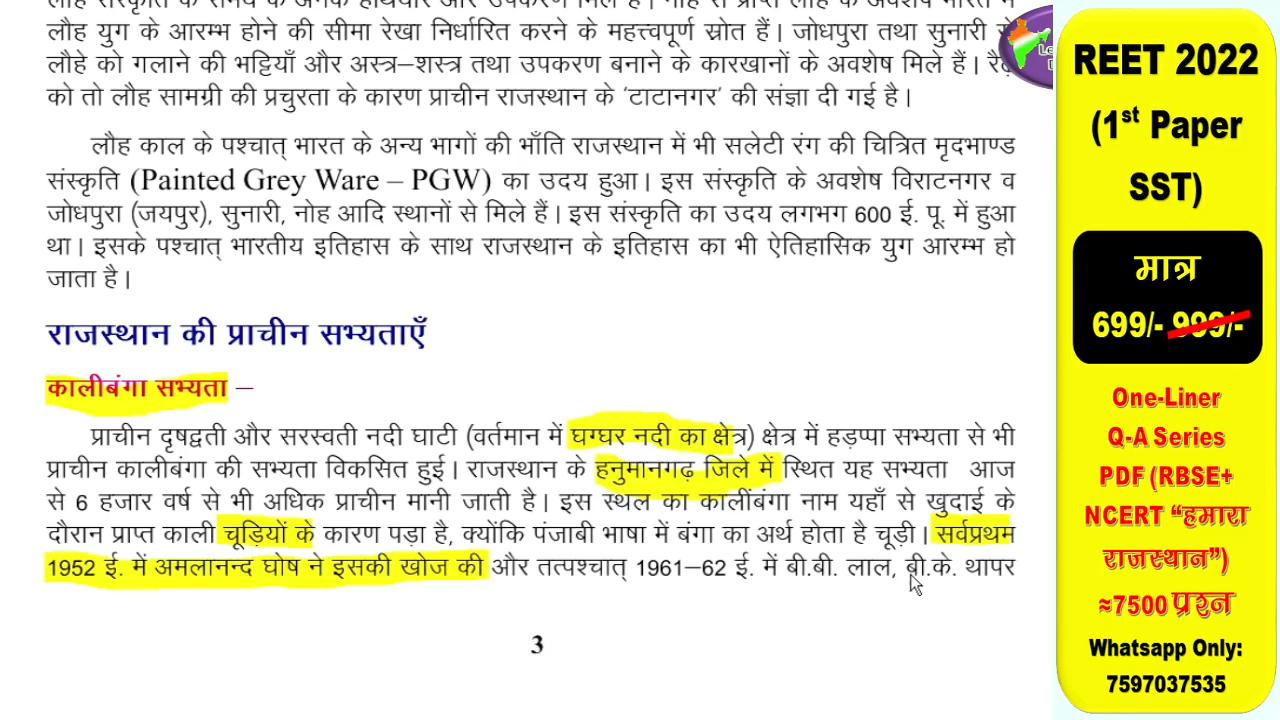 लौह युग के आरम्भ होने की सीमा रेखा निर्धारित करने के महत्त्वपूर्ण स्रोत हैं। जोधपुरा तथा सुनारी से
लौहे को गलाने की भट्टियाँ और अस्त्र–शस्त्र तथा उपकरण बनाने के कारखानों के अवशेष मिले हैं। रैढ़
को तो लौह सामग्री की प्रचुरता के कारण प्राचीन राजस्थान के 'टाटानगर' की संज्ञा दी गई है।
लौह काल के पश्चात् भारत के अन्य भागों की भाँति राजस्थान में भी सलेटी रंग की चित्रित मृदभाण्ड
संस्कृति (Painted Grey Ware – PGW) का उदय हुआ। इस संस्कृति के अवशेष विराटनगर व
जोधपुरा (जयपुर), सुनारी, नोह आदि स्थानों से मिले हैं। इस संस्कृति का उदय लगभग 600 ई. पू. में हुआ
था। इसके पश्चात् भारतीय इतिहास के साथ राजस्थान के इतिहास का भी ऐतिहासिक युग आरम्भ हो
जाता है।
राजस्थान की प्राचीन सभ्यताएँ
कालीबंगा सभ्यता –
प्राचीन दृषद्वती और सरस्वती नदी घाटी (वर्तमान में घग्घर नदी का क्षेत्र) क्षेत्र में हड़प्पा सभ्यता से भी
प्राचीन कालीबंगा की सभ्यता विकसित हुई। राजस्थान के हनुमानगढ़ जिले में स्थित यह सभ्यता आज
से 6 हजार वर्ष से भी अधिक प्राचीन मानी जाती है। इस स्थल का कालींबंगा नाम यहाँ से खुदाई के
दौरान प्राप्त काली चूड़ियों के कारण पड़ा है, क्योंकि पंजाबी भाषा में बंगा का अर्थ होता है चूड़ी। सर्वप्रथम
1952 ई. में अमलानन्द घोष ने इसकी खोज की और तत्पश्चात् 1961–62 ई. में बी.बी. लाल, बी.के. थापर
3
REET 2022
(1st Paper
SST)
मात्र
699/- 999/-
One-Liner
Q-A Series
PDF (RBSE+
NCERT "हमारा
राजस्थान")
≈7500 प्रश्न
Whatsapp Only:
7597037535